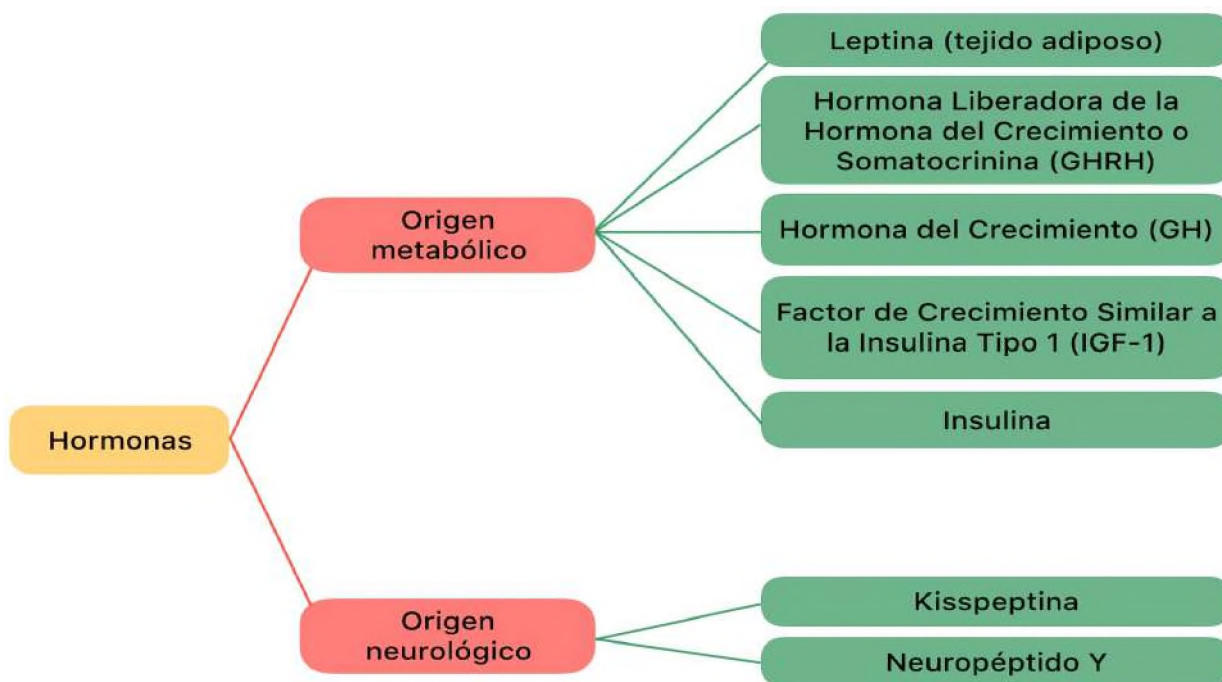 Leptina (tejido adiposo)
Hormona Liberadora de la
Hormona del Crecimiento o
Somatocrinina (GHRH)
Origen
metabólico
Hormona del Crecimiento (GH)
Factor de Crecimiento Similar a
la Insulina Tipo 1 (IGF-1)
Insulina
Hormonas
Kisspeptina
Origen
neurológico
Neuropéptido Y